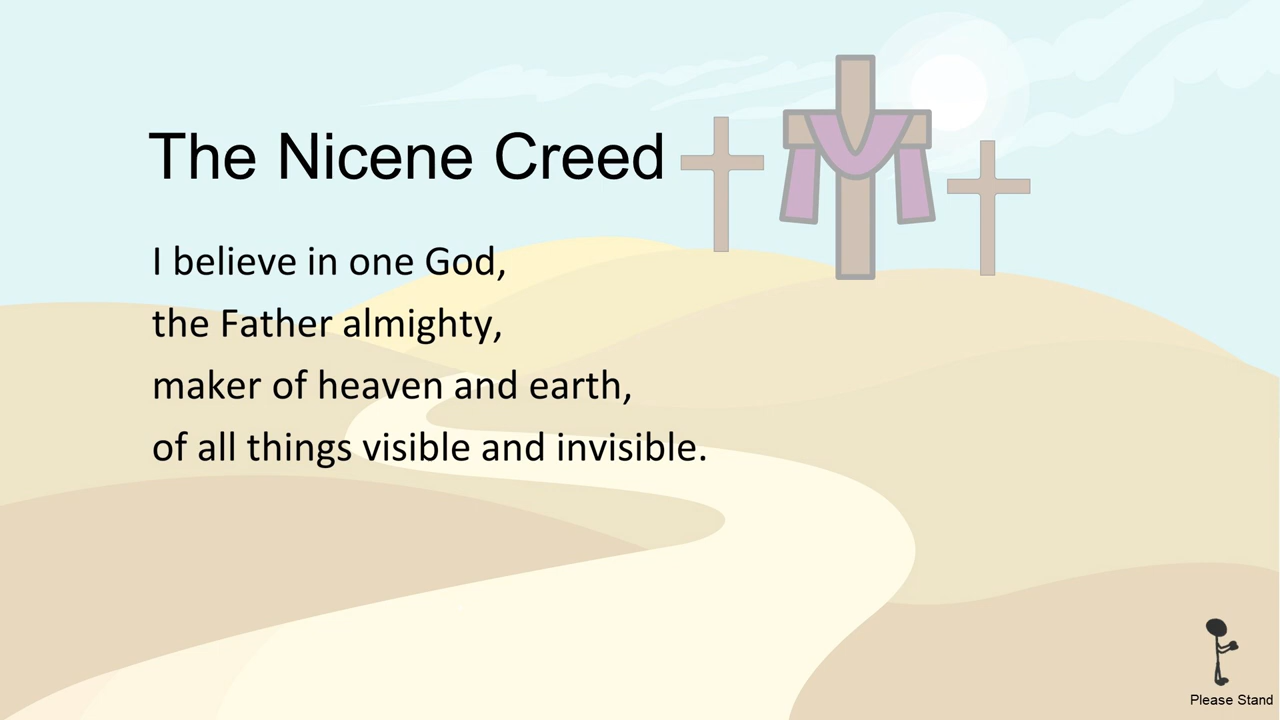 The Nicene Creed
I believe in one God,
the Father almighty,
maker of heaven and earth,
of all things visible and invisible.
Please Stand